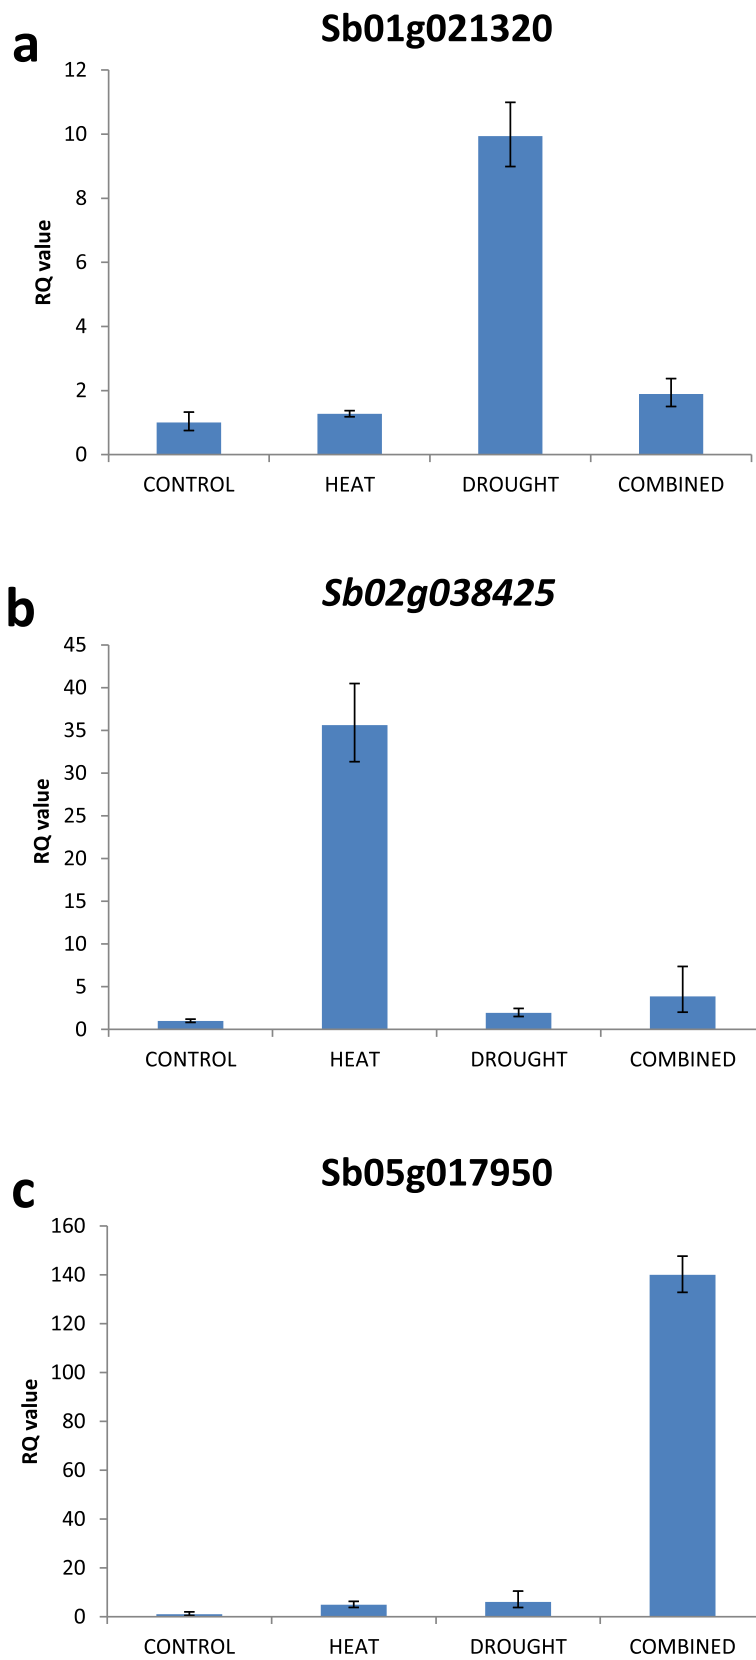 a
Sb01g021320
12
10
8
6
4
2
0
RQ value
CONTROL HEAT DROUGHT COMBINED
b
Sb02g038425
45
40
35
30
25
20
15
10
5
0
RQ value
CONTROL HEAT DROUGHT COMBINED
c
Sb05g017950
160
140
120
100
80
60
40
20
0
RQ value
CONTROL HEAT DROUGHT COMBINED